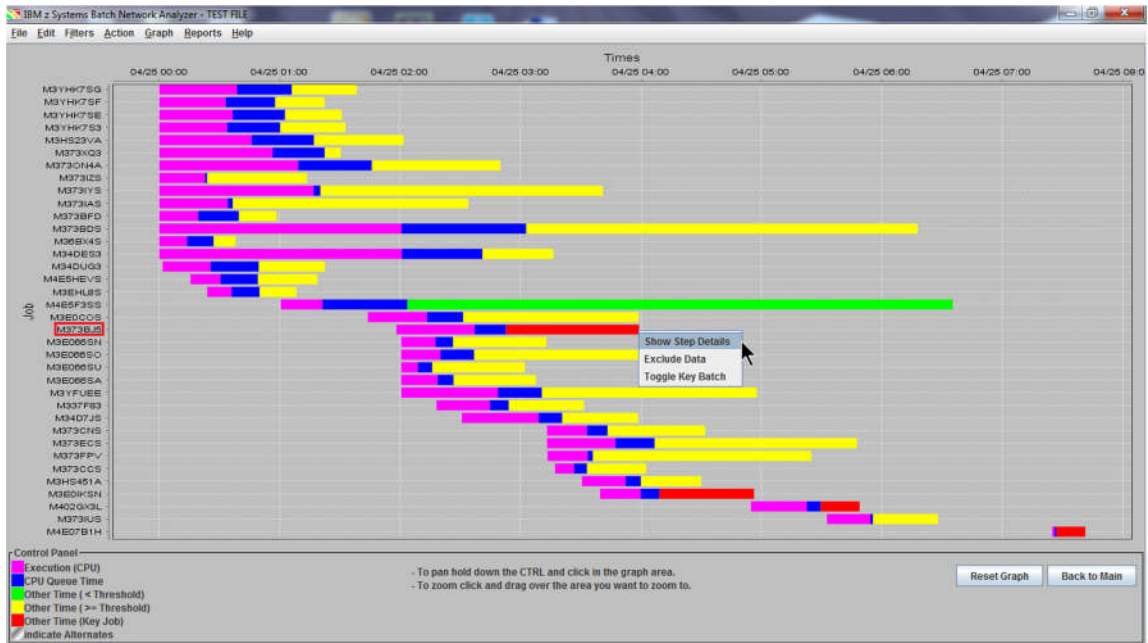 IBM z Systems Batch Network Analyzer - TEST FILE
File Edit Filters Action Graph Reports Help
Times
04/25 00:00 04/25 01:00 04/25 02:00 04/25 03:00 04/25 04:00 04/25 05:00 04/25 06:00 04/25 07:00 04/25 09:0
Job
M3YHK7SG
M3YHK7SF
M3YHK7SE
M3YHK7S3
M3HS23VA
M373XQ3
M373ON4A
M373IZS
M373IYS
M373IAS
M373BFD
M373BDS
M36BX4S
M34DES3
M34DUG3
M4E5HEVS
M3EHL8S
M4E5F3SS
M3EDCOS
M373BJ5
M3E066SN
M3E066SO
M3E066SU
M3E066SA
M3YFUEE
M337F83
M34D7JS
M373CNS
M373ECS
M373FPV
M373CCS
M3HS451A
M3EDIKSN
M402GX3L
M373IUS
M4E07B1H
Show Step Details
Exclude Data
Toggle Key Batch
Control Panel
Execution (CPU)
CPU Queue Time
Other Time ( < Threshold)
Other Time ( >= Threshold)
Other Time (Key Job)
indicate Alternates
- To pan hold down the CTRL and click in the graph area.
- To zoom click and drag over the area you want to zoom to.
Reset Graph Back to Main